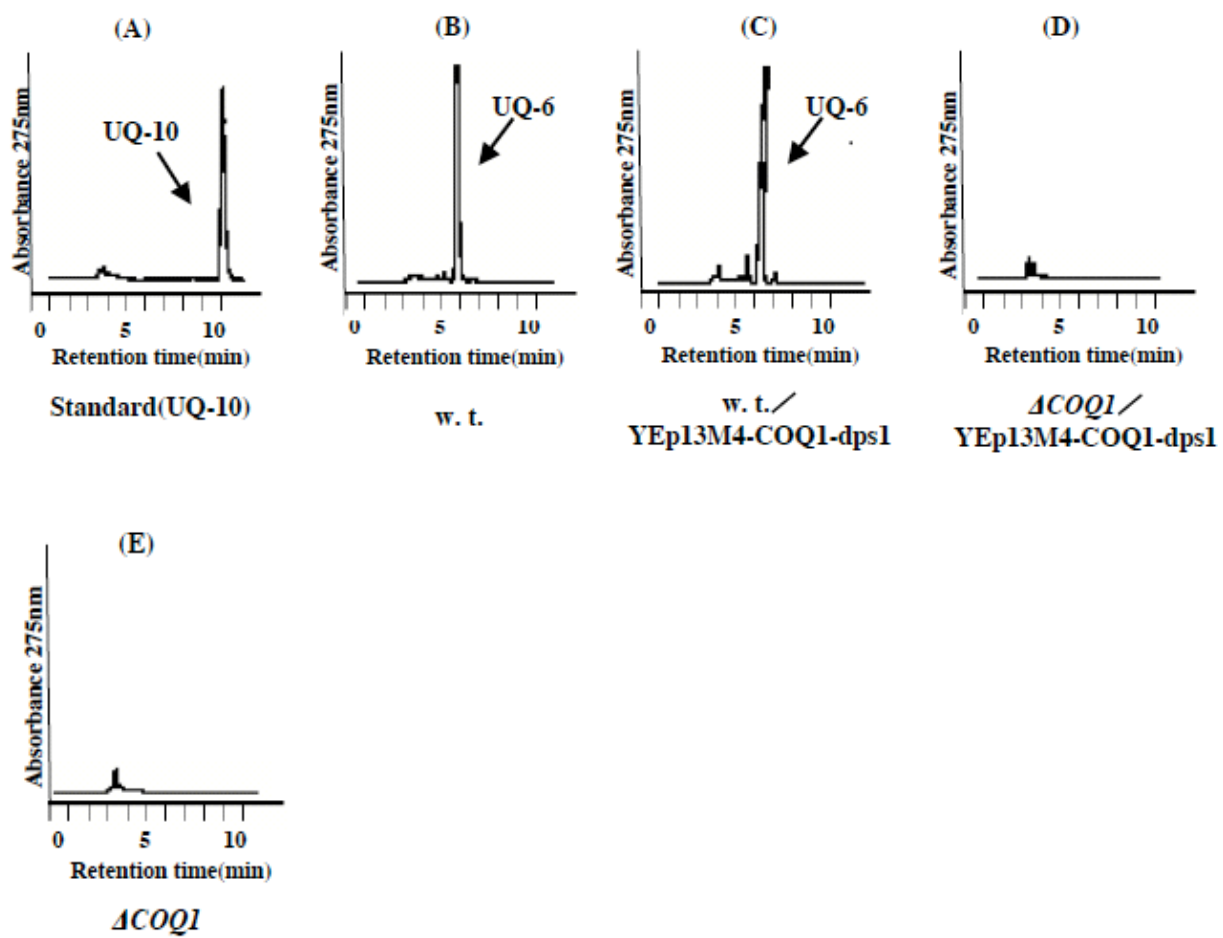 (A)
(B)
(C)
(D)
UQ-10
UQ-6
UQ-6
Absorbance 275nm
Absorbance 275nm
Absorbance 275nm
Absorbance 275nm
0 5 10
0 5 10
0 5 10
0 5 10
Retention time(min)
Retention time(min)
Retention time(min)
Retention time(min)
Standard(UQ-10)
w. t.
w. t./
YEp13M4-COQ1-dps1
ΔCOQ1/
YEp13M4-COQ1-dps1
(E)
Absorbance 275nm
0 5 10
Retention time(min)
ΔCOQ1